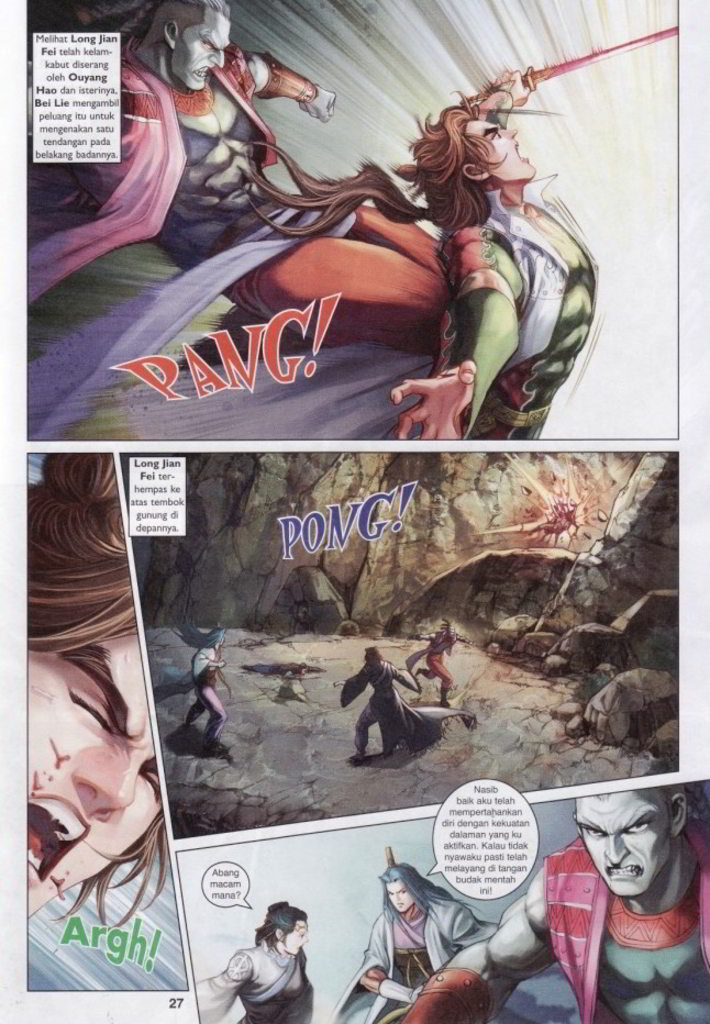 Melihat Long Jian
Fei telah kelam-
kabut diserang
oleh Ouyang
Hao dan isterinya,
Bei Lie mengambil
peluang itu untuk
mengenakan satu
tendangan pada
belakang badannya.
PANG!
Long Jian
Fei ter-
hempas ke
atas tembok
gunung di
depannya.
PONG!
Argh!
Abang
macam
mana?
Nasib
baik aku telah
mempertahankan
diri dengan kekuatan
dalaman yang ku
aktifkan. Kalau tidak
nyawaku pasti telah
melayang di tangan
budak mentah
ini!
27